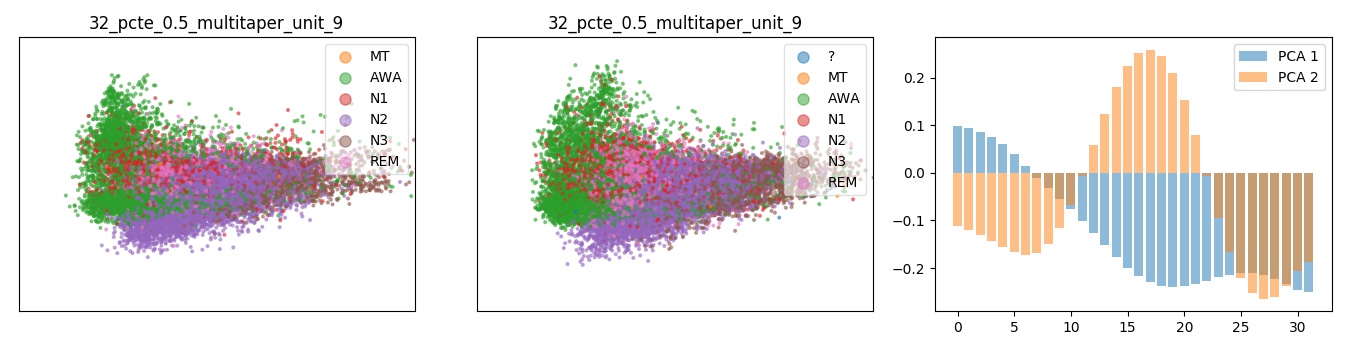 32_pcte_0.5_multitaper_unit_9
MT
AWA
N1
N2
N3
REM
32_pcte_0.5_multitaper_unit_9
?
MT
AWA
N1
N2
N3
REM
PCA 1
PCA 2
0.2
0.1
0.0
−0.1
−0.2
0 5 10 15 20 25 30